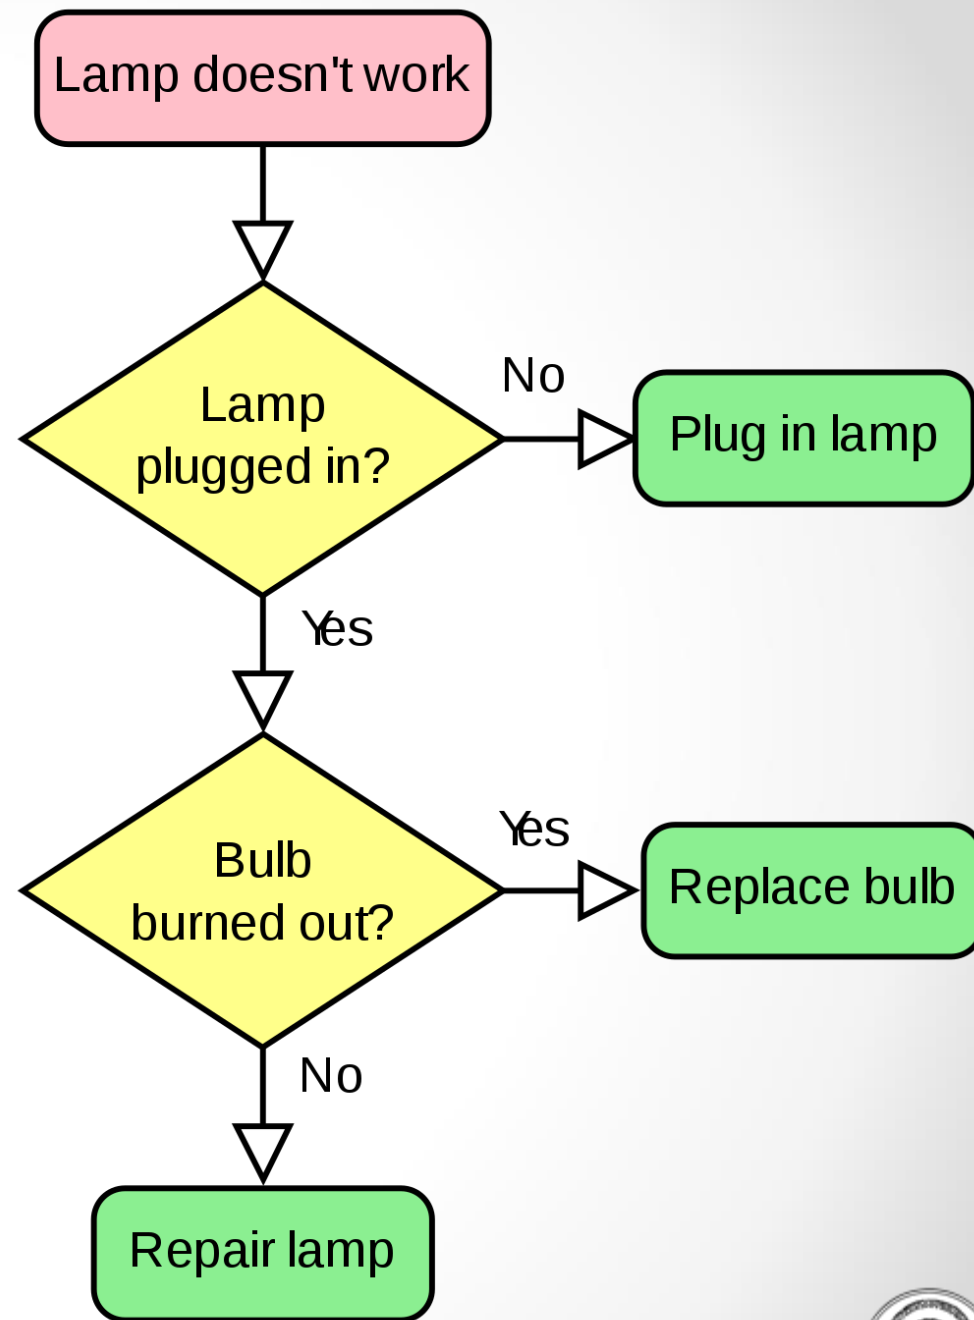 Lamp doesn't work
Lamp
plugged in?
No
Plug in lamp
Yes
Bulb
burned out?
Yes
Replace bulb
No
Repair lamp